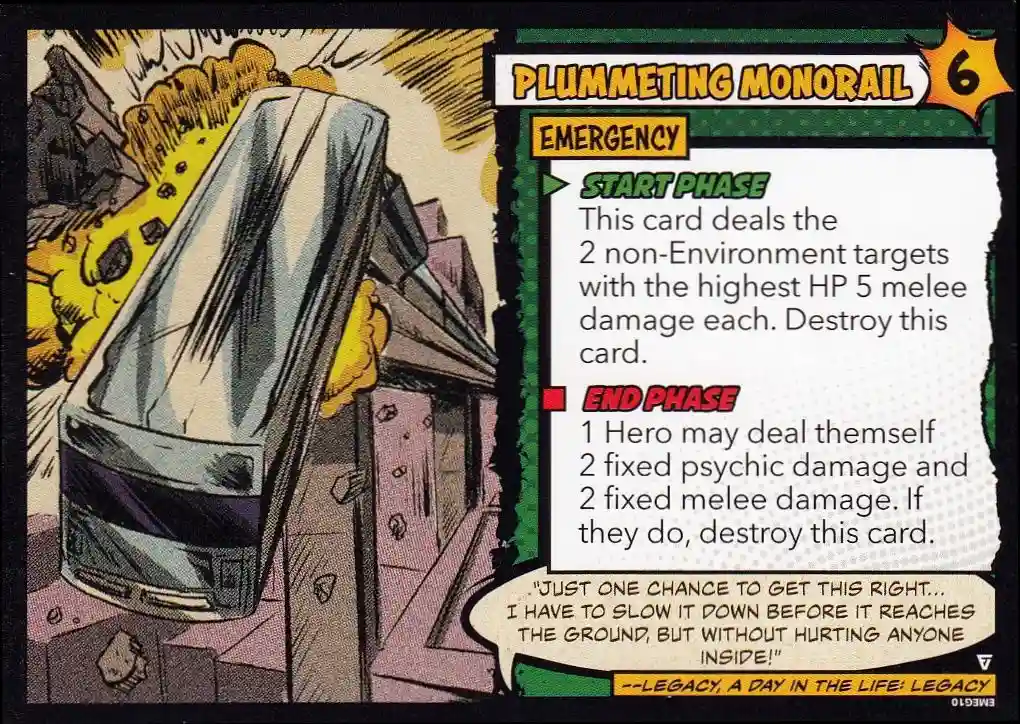 PLUMMETING MONORAIL
6
EMERGENCY
START PHASE
This card deals the
2 non-Environment targets
with the highest HP 5 melee
damage each. Destroy this
card.
END PHASE
1 Hero may deal themself
2 fixed psychic damage and
2 fixed melee damage. If
they do, destroy this card.
"JUST ONE CHANCE TO GET THIS RIGHT...
I HAVE TO SLOW IT DOWN BEFORE IT REACHES
THE GROUND, BUT WITHOUT HURTING ANYONE
INSIDE!"
--LEGACY, A DAY IN THE LIFE: LEGACY
EMEG10